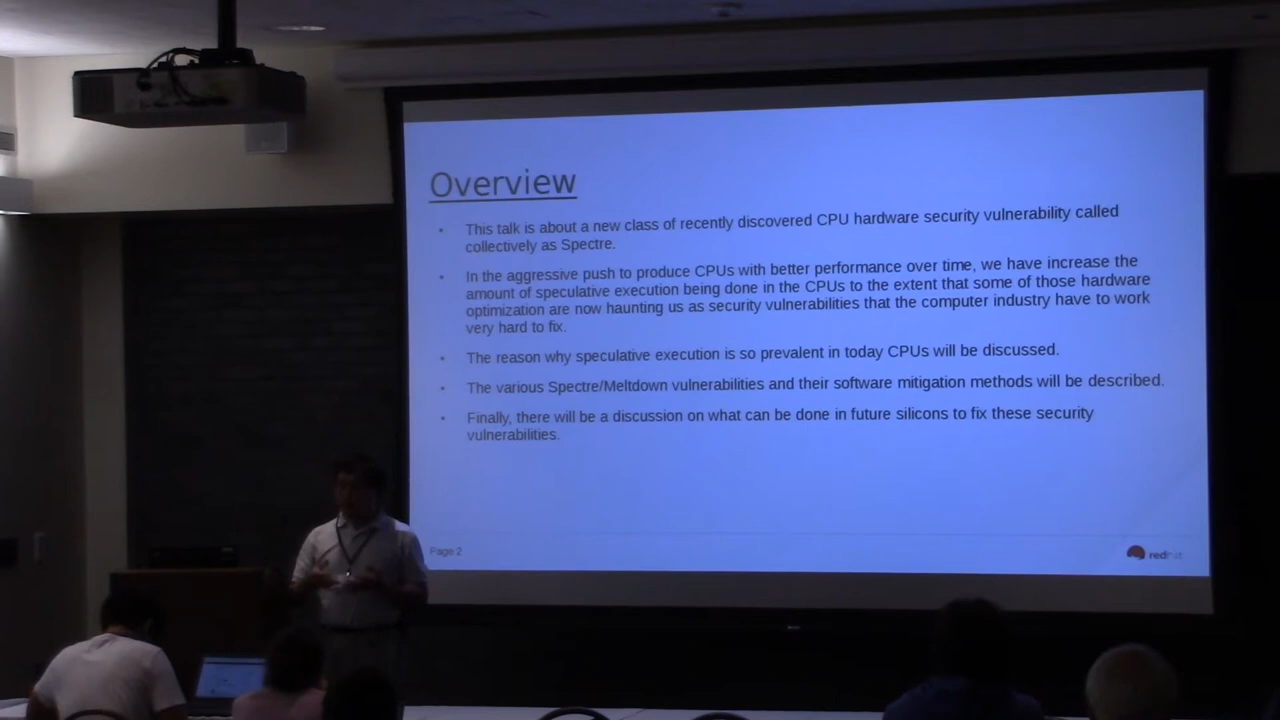 Overview
This talk is about a new class of recently discovered CPU hardware security vulnerability called
collectively as Spectre.
In the aggressive push to produce CPUs with better performance over time, we have increase the
amount of speculative execution being done in the CPUs to the extent that some of those hardware
optimization are now haunting us as security vulnerabilities that the computer industry have to work
very hard to fix.
The reason why speculative execution is so prevalent in today CPUs will be discussed.
The various Spectre/Meltdown vulnerabilities and their software mitigation methods will be described.
Finally, there will be a discussion on what can be done in future silicons to fix these security
vulnerabilities.
Page 2
redhat